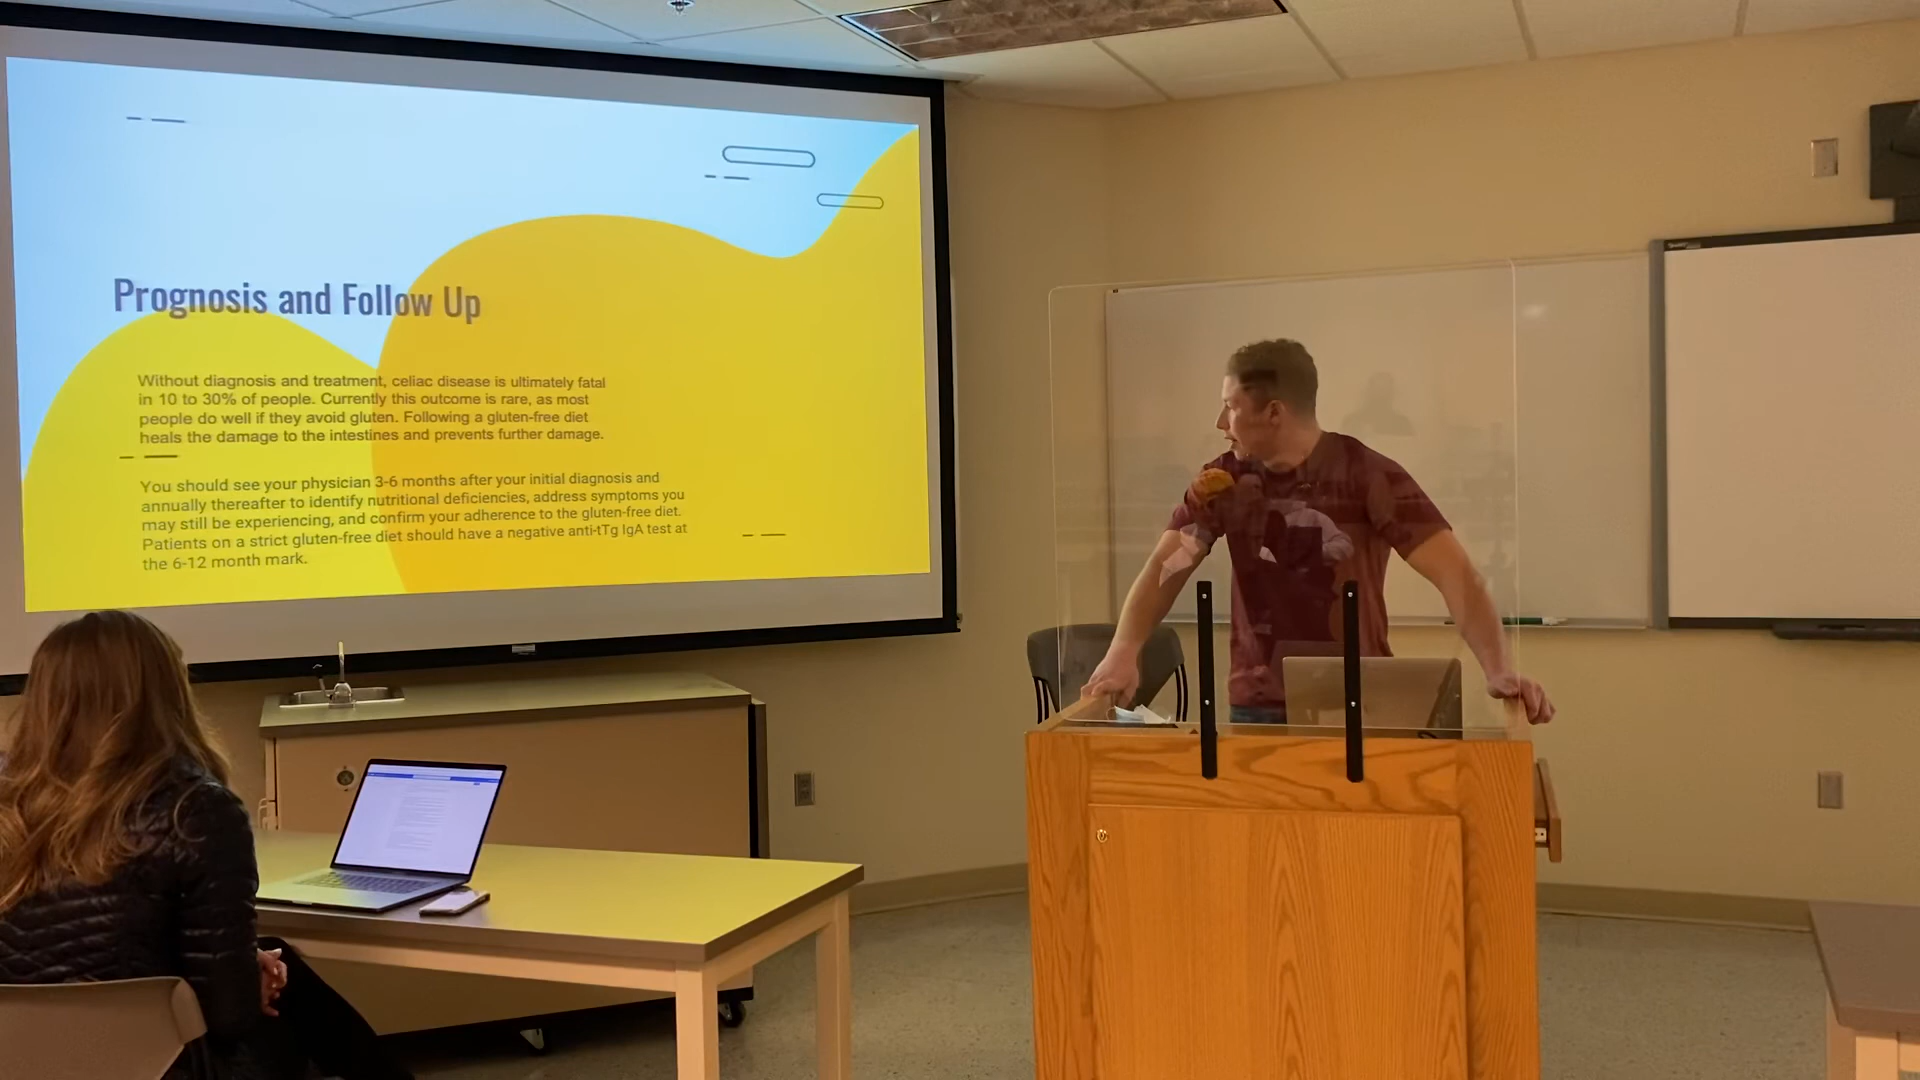 Prognosis and Follow Up
Without diagnosis and treatment, celiac disease is ultimately fatal
in 10 to 30% of people. Currently this outcome is rare, as most
people do well if they avoid gluten. Following a gluten-free diet
heals the damage to the intestines and prevents further damage.
You should see your physician 3-6 months after your initial diagnosis and
annually thereafter to identify nutritional deficiencies, address symptoms you
may still be experiencing, and confirm your adherence to the gluten-free diet.
Patients on a strict gluten-free diet should have a negative anti-tTg IgA test at
the 6-12 month mark.